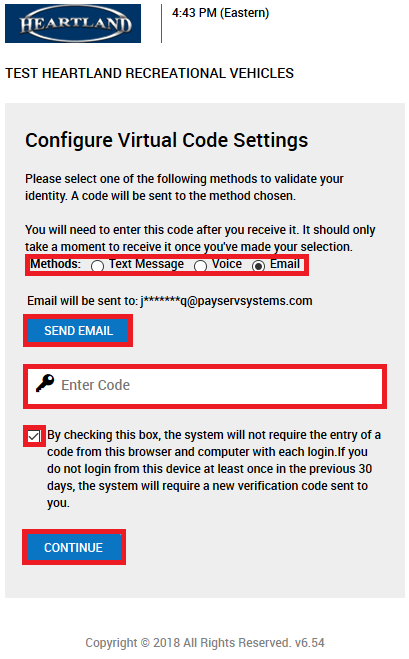 HEARTLAND
4:43 PM (Eastern)
TEST HEARTLAND RECREATIONAL VEHICLES
Configure Virtual Code Settings
Please select one of the following methods to validate your
identity. A code will be sent to the method chosen.
You will need to enter this code after you receive it. It should only
take a moment to receive it once you've made your selection.
Methods: Text Message Voice Email
Email will be sent to: j*******q@payservsystems.com
SEND EMAIL
Enter Code
By checking this box, the system will not require the entry of a
code from this browser and computer with each login.If you
do not login from this device at least once in the previous 30
days, the system will require a new verification code sent to
you.
CONTINUE
Copyright © 2018 All Rights Reserved. v6.54